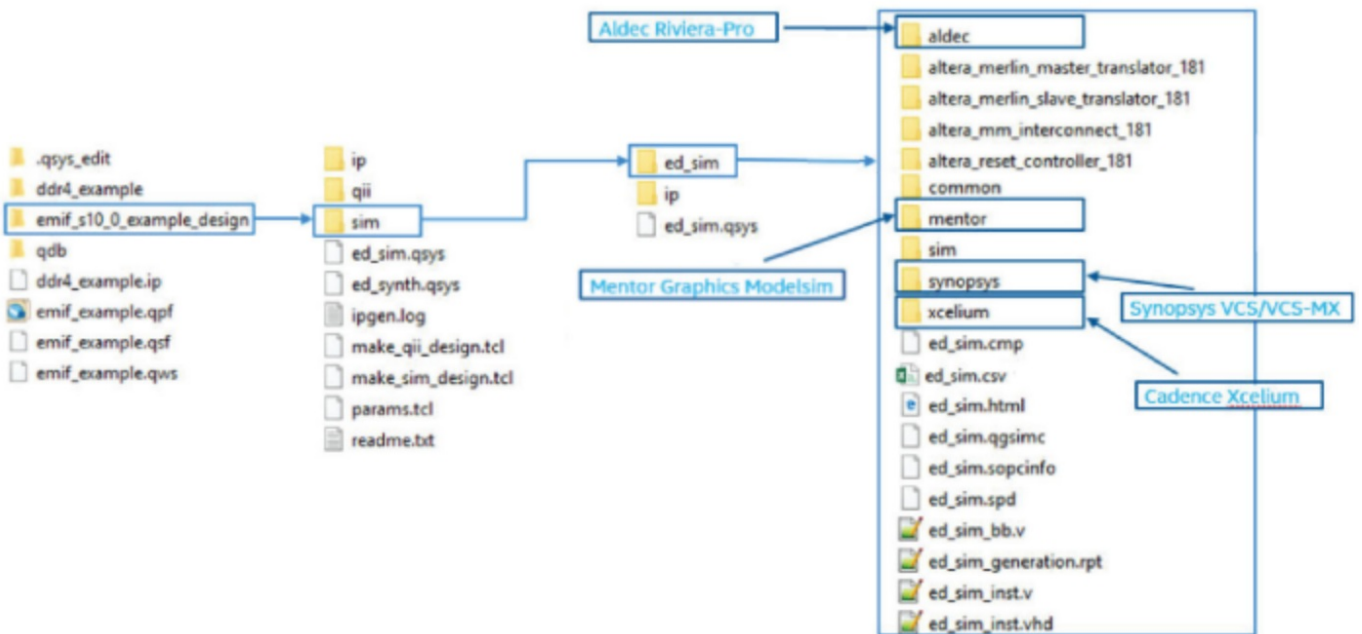 .qsys_edit
ddr4_example
emif_s10_0_example_design
qdb
ddr4_example.ip
emif_example.qpf
emif_example.qsf
emif_example.qws
ip
qii
sim
ed_sim.qsys
ed_synth.qsys
ipgen.log
make_qii_design.tcl
make_sim_design.tcl
params.tcl
readme.txt
ed_sim
ip
ed_sim.qsys
Aldec Riviera-Pro
Mentor Graphics Modelsim
aldec
altera_merlin_master_translator_181
altera_merlin_slave_translator_181
altera_mm_interconnect_181
altera_reset_controller_181
common
mentor
sim
synopsys
xcelium
ed_sim.cmp
ed_sim.csv
ed_sim.html
ed_sim.qgsimc
ed_sim.sopcinfo
ed_sim.spd
ed_sim_bb.v
ed_sim_generation.rpt
ed_sim_inst.v
ed_sim_inst.vhd
Synopsys VCS/VCS-MX
Cadence Xcelium